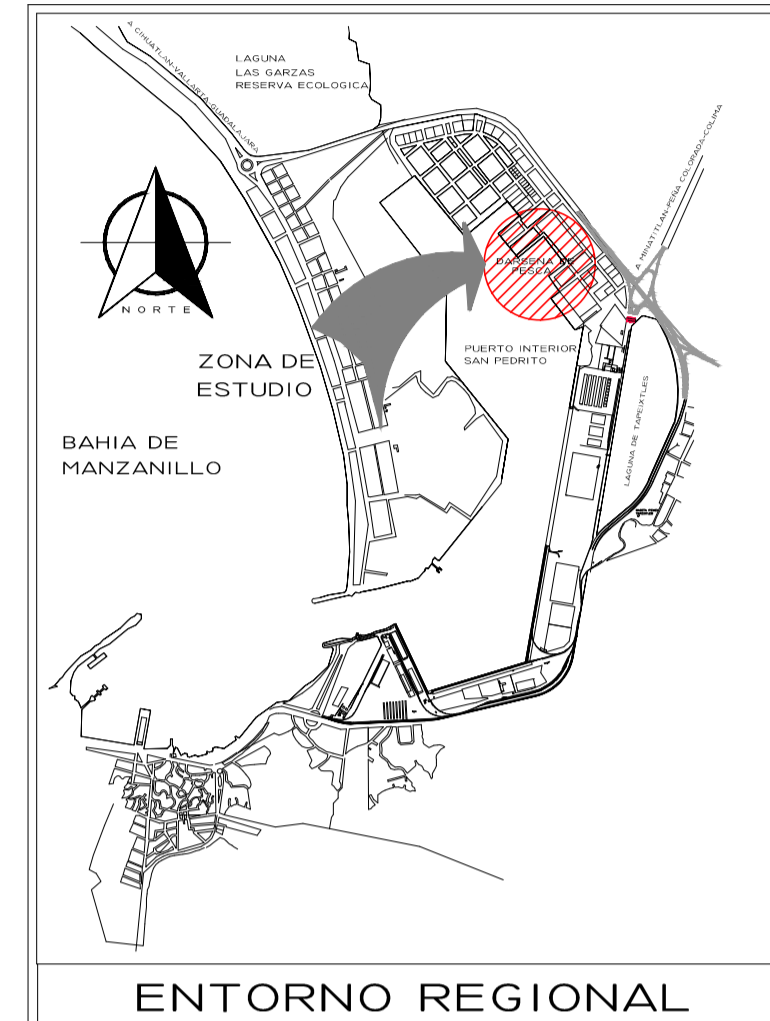 A CIHUATLAN-VALLARTA-GUADALAJARA
LAGUNA
LAS GARZAS
RESERVA ECOLOGICA
A MINATITLAN-PEÑA COLORADA-COLIMA
NORTE
DARSENA DE
PESCA
ZONA DE
ESTUDIO
PUERTO INTERIOR
SAN PEDRITO
LAGUNA DE TAPEIXTLES
BAHIA DE
MANZANILLO
ENTORNO REGIONAL